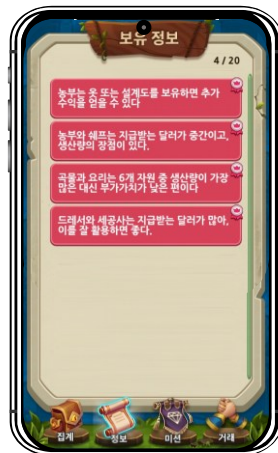 보유 정보
4 / 20
농부는 옷 또는 설계도를 보유하면 추가
수익을 얻을 수 있다
농부와 쉐프는 지급받는 달러가 중간이고,
생산량의 장점이 있다.
곡물과 요리는 6개 자원 중 생산량이 가장
많은 대신 부가가치가 낮은 편이다
드레서와 세공사는 지급받는 달러가 많아,
이를 잘 활용하면 좋다.
집계
정보
미션
거래